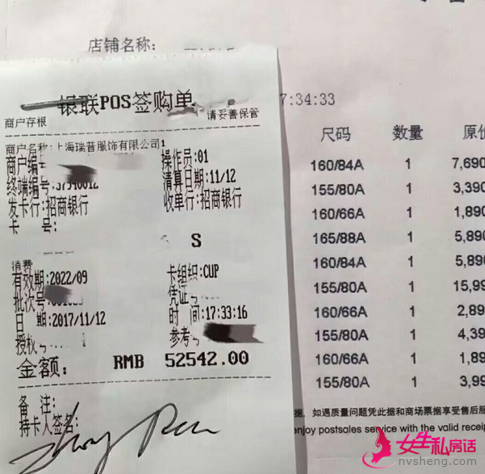 店铺名称:
银联POS签购单
商户存根 请妥善保管
7:34:33
商户名称:上海瑞普服饰有限公司1
商户编 操作员:01
终端编号: 清算日期:11/12
发卡行:招商银行 收单行:招商银行
卡 号:
S
消费
有效期:2022/09 卡组织:CUP
批次号 凭证
日 期:2017/11/12 时 间:17:33:16
授权 参考
金额: RMB 52542.00
备注:
持卡人签名:
尺码 数量 原价
160/84A 1 7,690
155/80A 1 3,390
160/66A 1 1,890
165/88A 1 5,890
160/84A 1 5,890
155/80A 1 15,99
160/66A 1 2,89
155/80A 1 4,39
160/66A 1 1,89
155/80A 1 3,99
据。如遇质量问题凭此据和商场票据享受售后服
enjoy postsales service with the valid receip
女生私房话
nvsheng.com